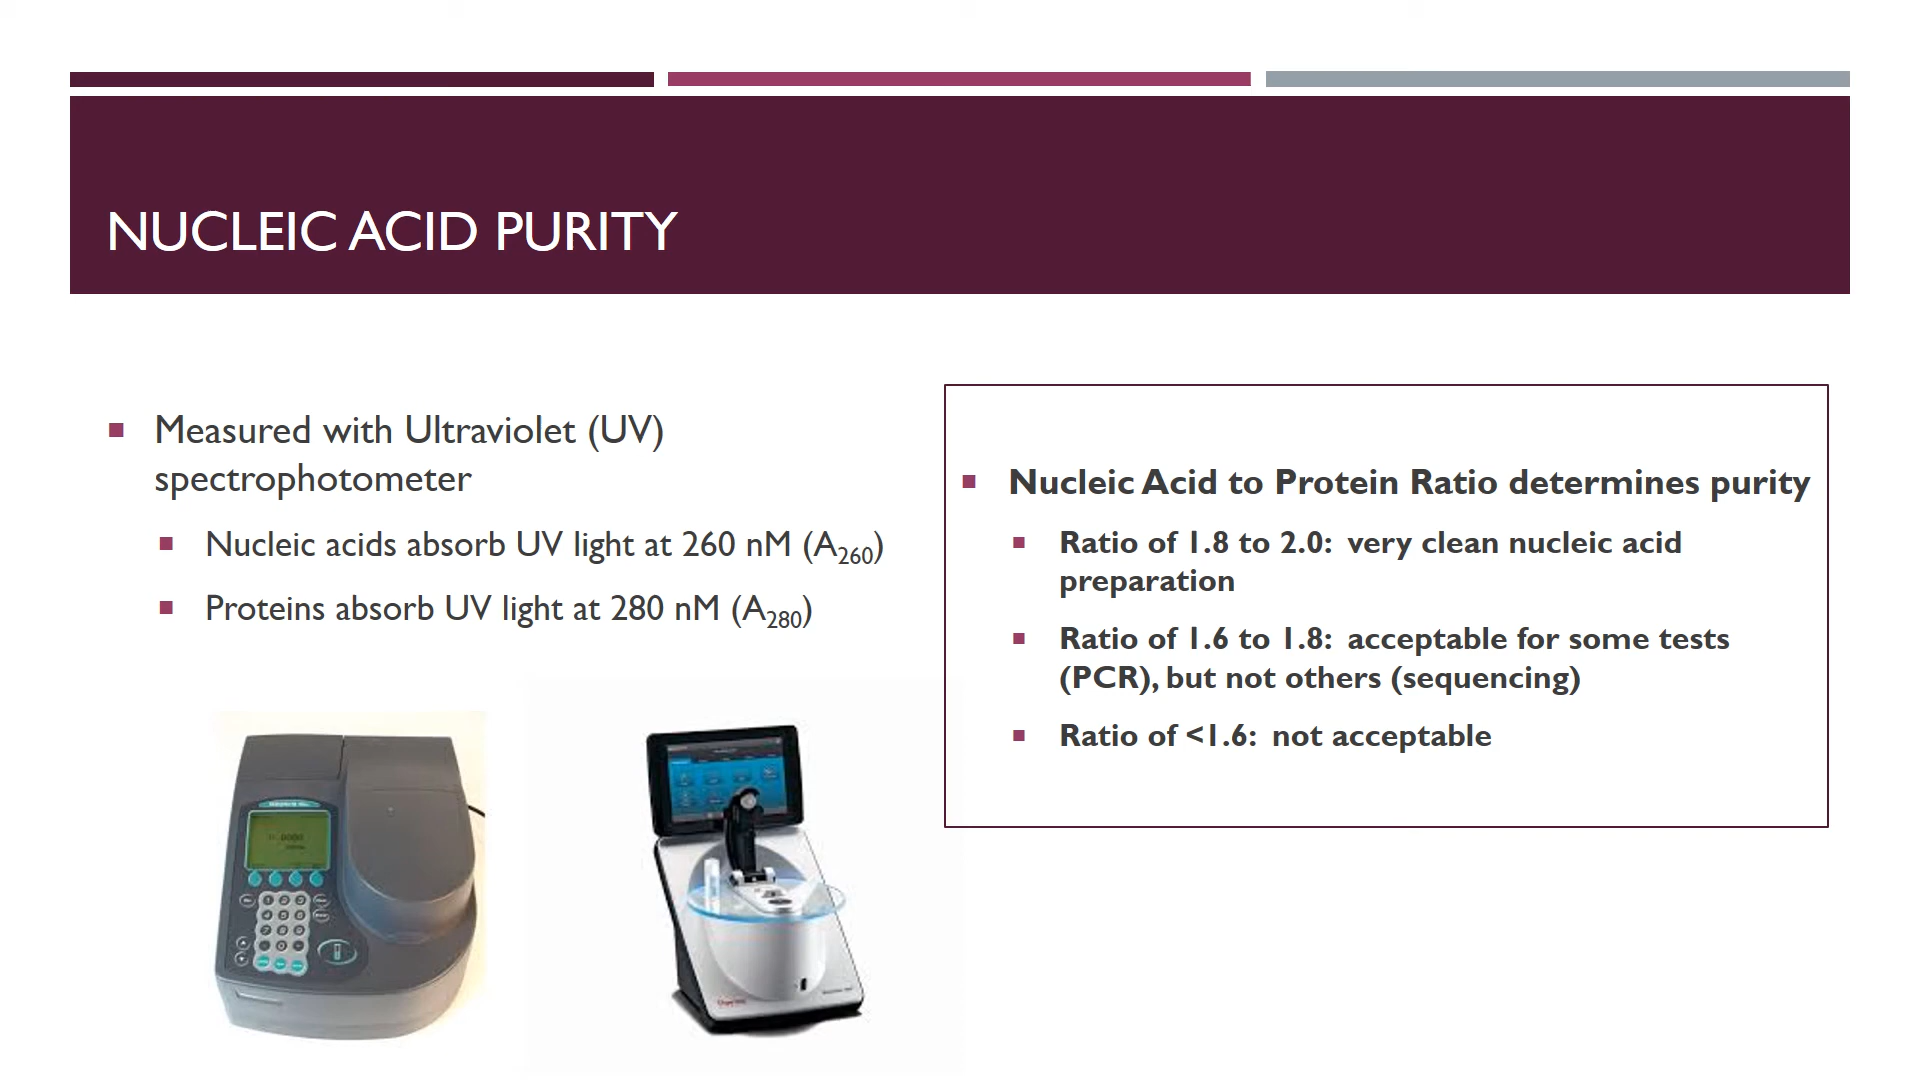 NUCLEIC ACID PURITY
Measured with Ultraviolet (UV)
spectrophotometer
Nucleic acids absorb UV light at 260 nM (A260)
Proteins absorb UV light at 280 nM (A280)
Nucleic Acid to Protein Ratio determines purity
Ratio of 1.8 to 2.0: very clean nucleic acid
preparation
Ratio of 1.6 to 1.8: acceptable for some tests
(PCR), but not others (sequencing)
Ratio of <1.6: not acceptable